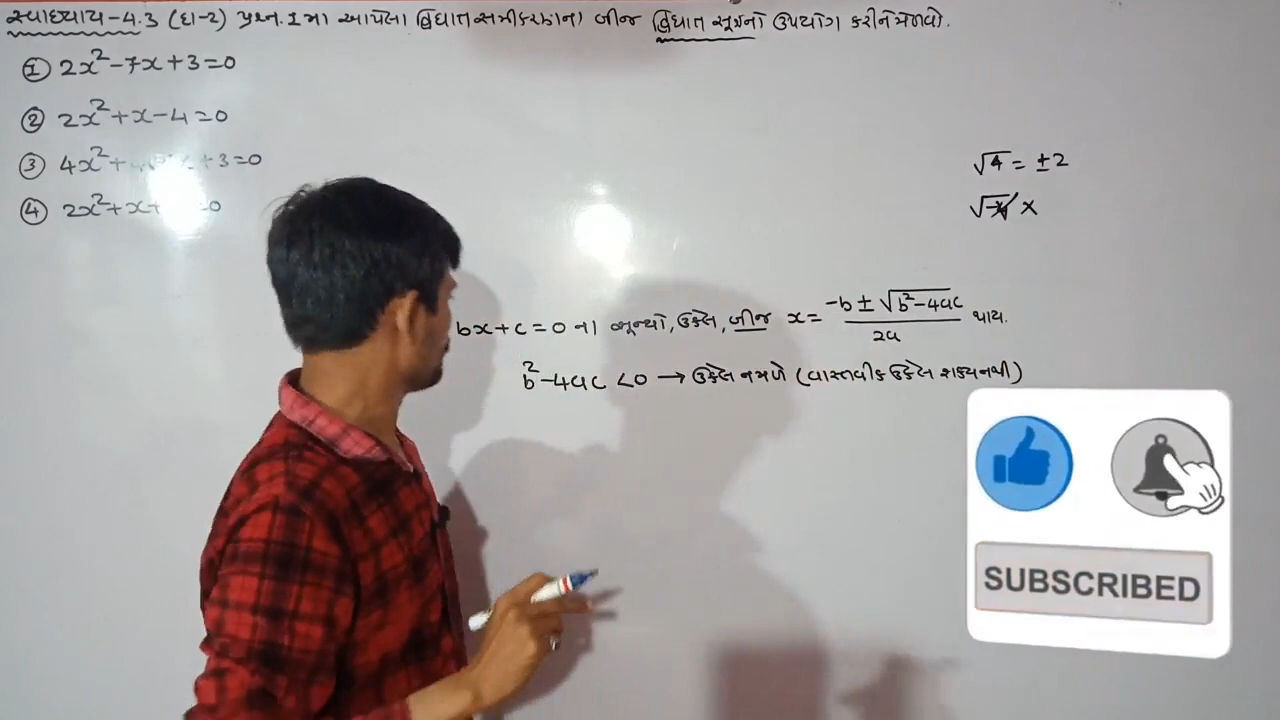 સ્વાધ્યાય-4.3 (દા-2) પ્રશ્ન.1મા આપેલા દ્વિઘાત સમીકરણના બીજ દ્વિઘાત સૂત્રનો ઉપયોગ કરીને મેળવો.
① 2x²-7x+3=0
② 2x²+x-4=0
③ 4x²+ +3=0
④ 2x²+x+ =0
√4 = ±2
√-4 x
bx+c=0 ના શૂન્યો, ઉકેલ, બીજ x= -b ± √b²-4ac / 2a થાય.
b²-4ac <0 → ઉકેલ ન મળે (વાસ્તવીક ઉકેલ શક્ય નથી)
SUBSCRIBED